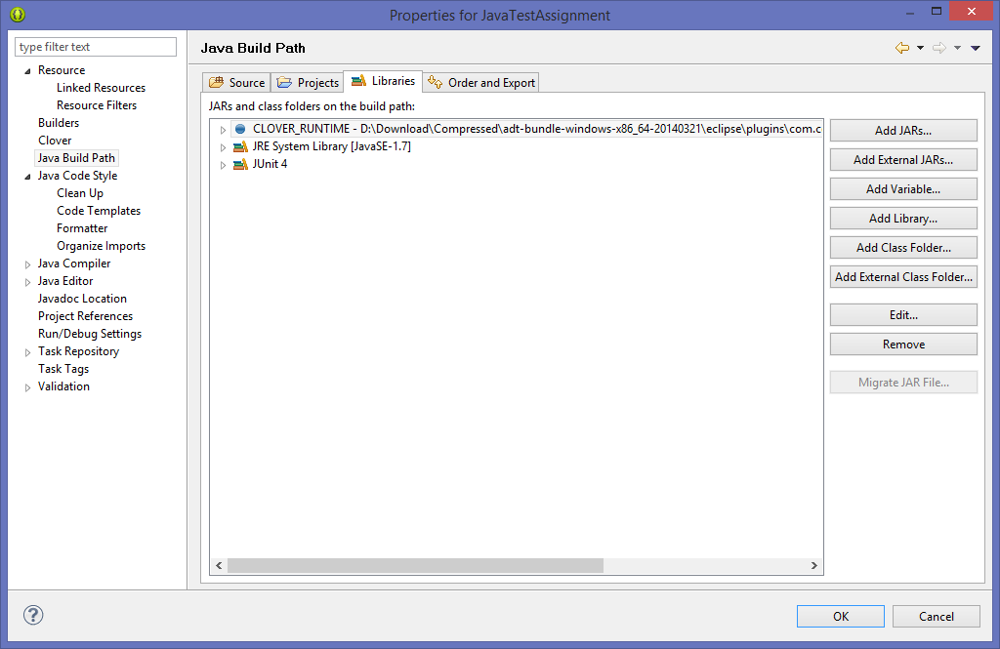 Properties for JavaTestAssignment
type filter text
Resource
Linked Resources
Resource Filters
Builders
Clover
Java Build Path
Java Code Style
Clean Up
Code Templates
Formatter
Organize Imports
Java Compiler
Java Editor
Javadoc Location
Project References
Run/Debug Settings
Task Repository
Task Tags
Validation
Java Build Path
Source Projects Libraries Order and Export
JARs and class folders on the build path:
CLOVER_RUNTIME - D:\Download\Compressed\adt-bundle-windows-x86_64-20140321\eclipse\plugins\com.c
JRE System Library [JavaSE-1.7]
JUnit 4
Add JARs...
Add External JARs...
Add Variable...
Add Library...
Add Class Folder...
Add External Class Folder...
Edit...
Remove
Migrate JAR File...
?
OK Cancel